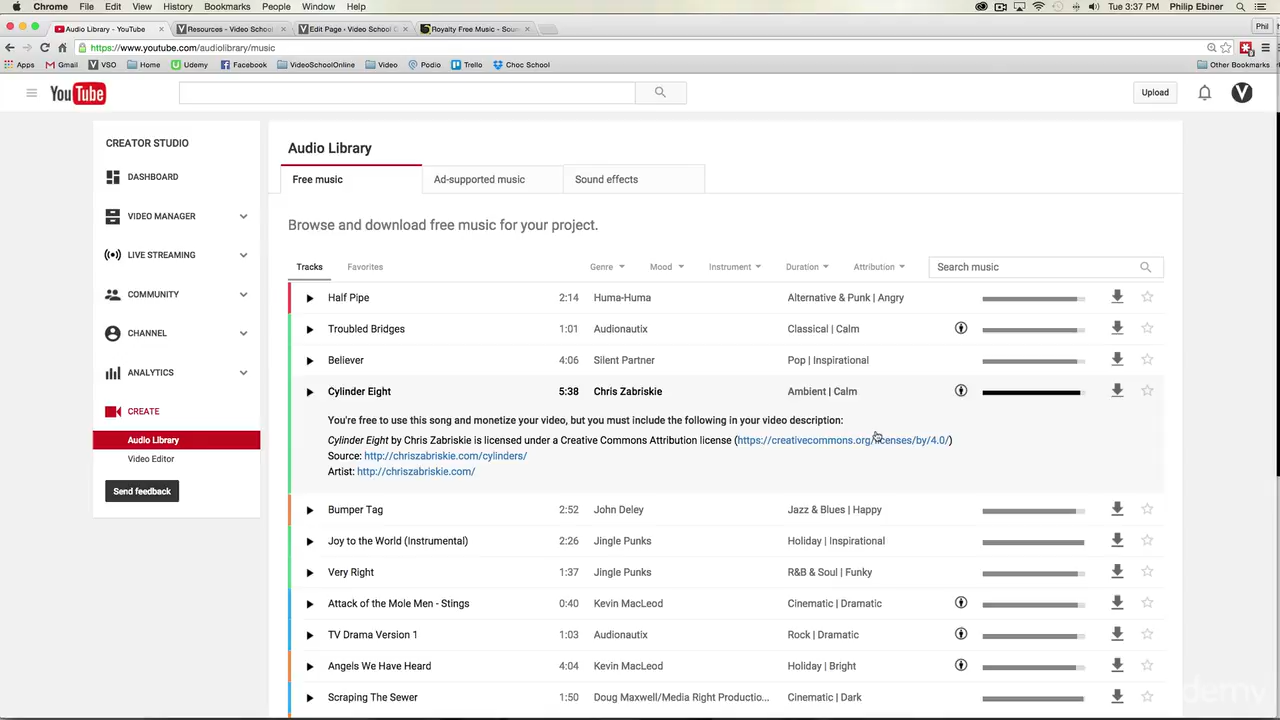 Chrome File Edit View History Bookmarks People Window Help Tue 3:37 PM Philip Ebiner
Audio Library - YouTube Resources - Video School Edit Page - Video School O Royalty Free Music - Soun Phil
https://www.youtube.com/audiolibrary/music
Apps Gmail VSO Home Udemy Facebook VideoSchoolOnline Video Podio Trello Choc School Other Bookmarks
YouTube Upload V
CREATOR STUDIO
DASHBOARD
VIDEO MANAGER
LIVE STREAMING
COMMUNITY
CHANNEL
ANALYTICS
CREATE
Audio Library
Video Editor
Send feedback
Audio Library
Free music Ad-supported music Sound effects
Browse and download free music for your project.
Tracks Favorites Genre Mood Instrument Duration Attribution Search music
Half Pipe 2:14 Huma-Huma Alternative & Punk | Angry
Troubled Bridges 1:01 Audionautix Classical | Calm
Believer 4:06 Silent Partner Pop | Inspirational
Cylinder Eight 5:38 Chris Zabriskie Ambient | Calm
You're free to use this song and monetize your video, but you must include the following in your video description:
Cylinder Eight by Chris Zabriskie is licensed under a Creative Commons Attribution license (https://creativecommons.org/licenses/by/4.0/)
Source: http://chriszabriskie.com/cylinders/
Artist: http://chriszabriskie.com/
Bumper Tag 2:52 John Deley Jazz & Blues | Happy
Joy to the World (Instrumental) 2:26 Jingle Punks Holiday | Inspirational
Very Right 1:37 Jingle Punks R&B & Soul | Funky
Attack of the Mole Men - Stings 0:40 Kevin MacLeod Cinematic | Dramatic
TV Drama Version 1 1:03 Audionautix Rock | Dramatic
Angels We Have Heard 4:04 Kevin MacLeod Holiday | Bright
Scraping The Sewer 1:50 Doug Maxwell/Media Right Productio... Cinematic | Dark